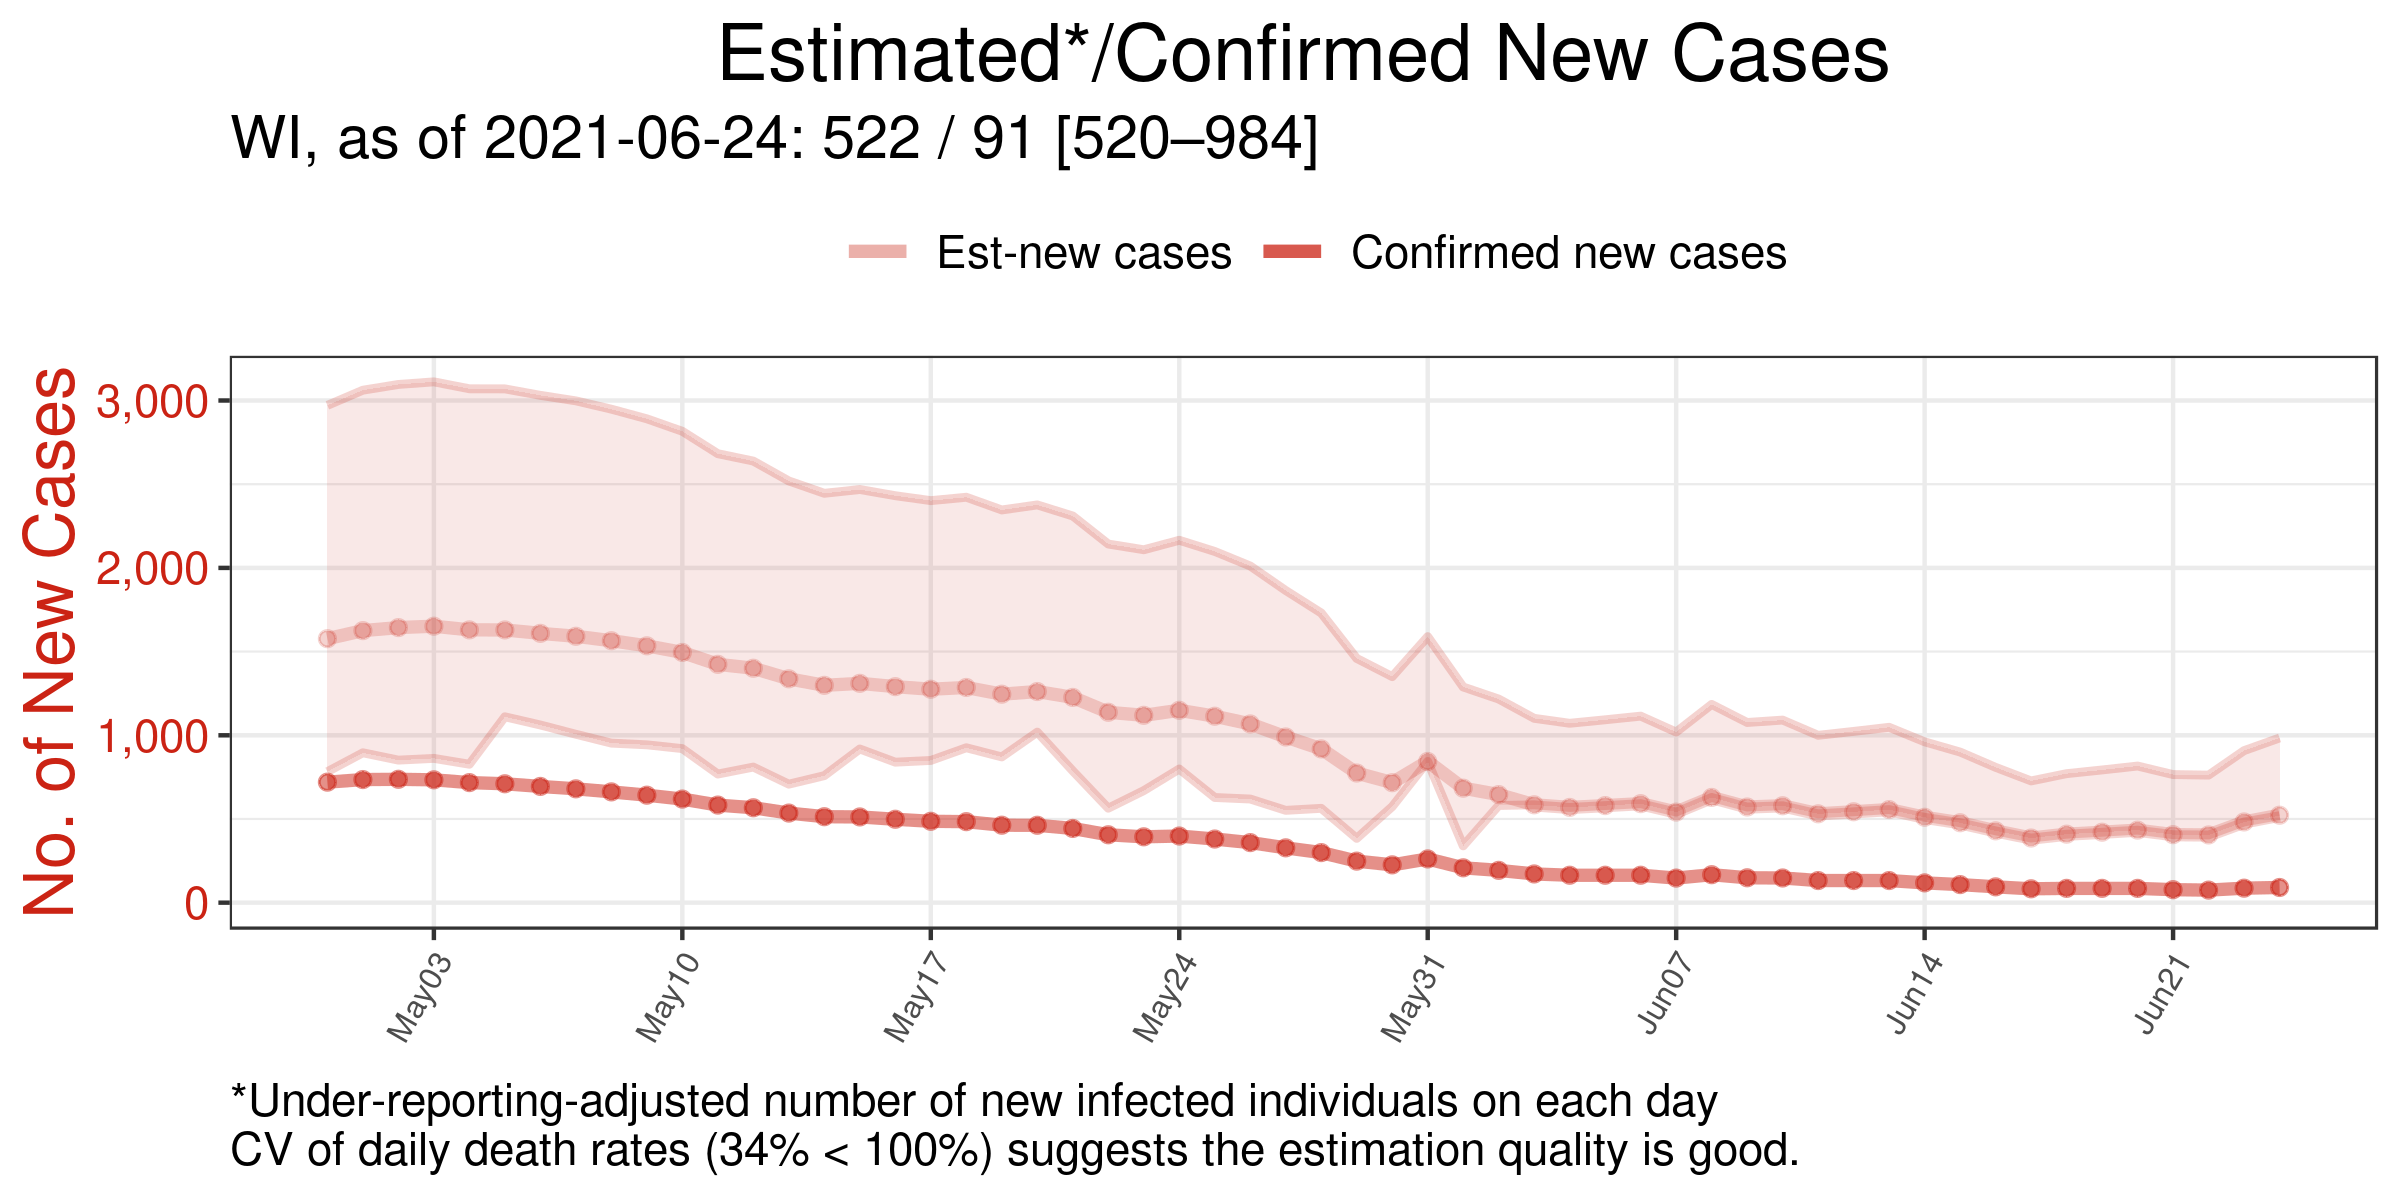 Estimated*/Confirmed New Cases
WI, as of 2021-06-24: 522 / 91 [520–984]
Est-new cases
Confirmed new cases
No. of New Cases
3,000
2,000
1,000
0
May03
May10
May17
May24
May31
Jun07
Jun14
Jun21
*Under-reporting-adjusted number of new infected individuals on each day
CV of daily death rates (34% < 100%) suggests the estimation quality is good.